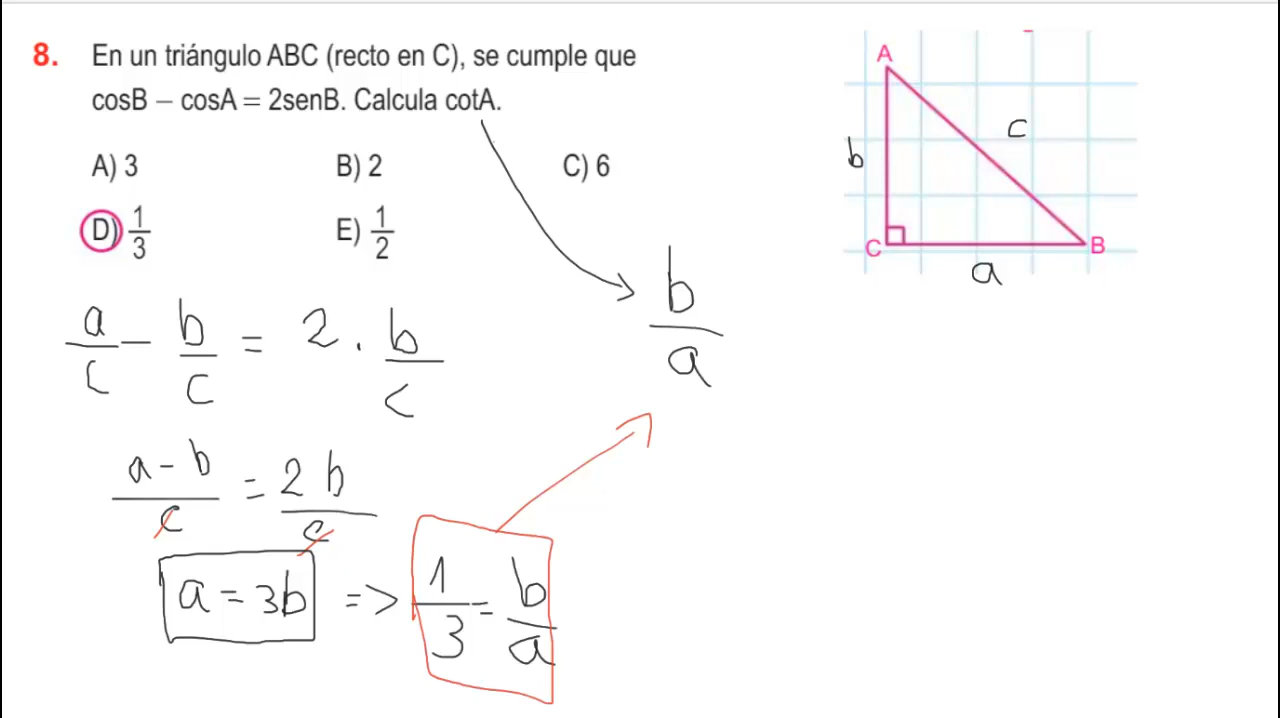 8. En un triángulo ABC (recto en C), se cumple que
cosB − cosA = 2senB. Calcula cotA.
A) 3 B) 2 C) 6
D) 1/3 E) 1/2
A
b
c
C
B
a
b/a
a/c − b/c = 2 . b/c
a − b/c = 2b/c
a = 3b => 1/3 = b/a